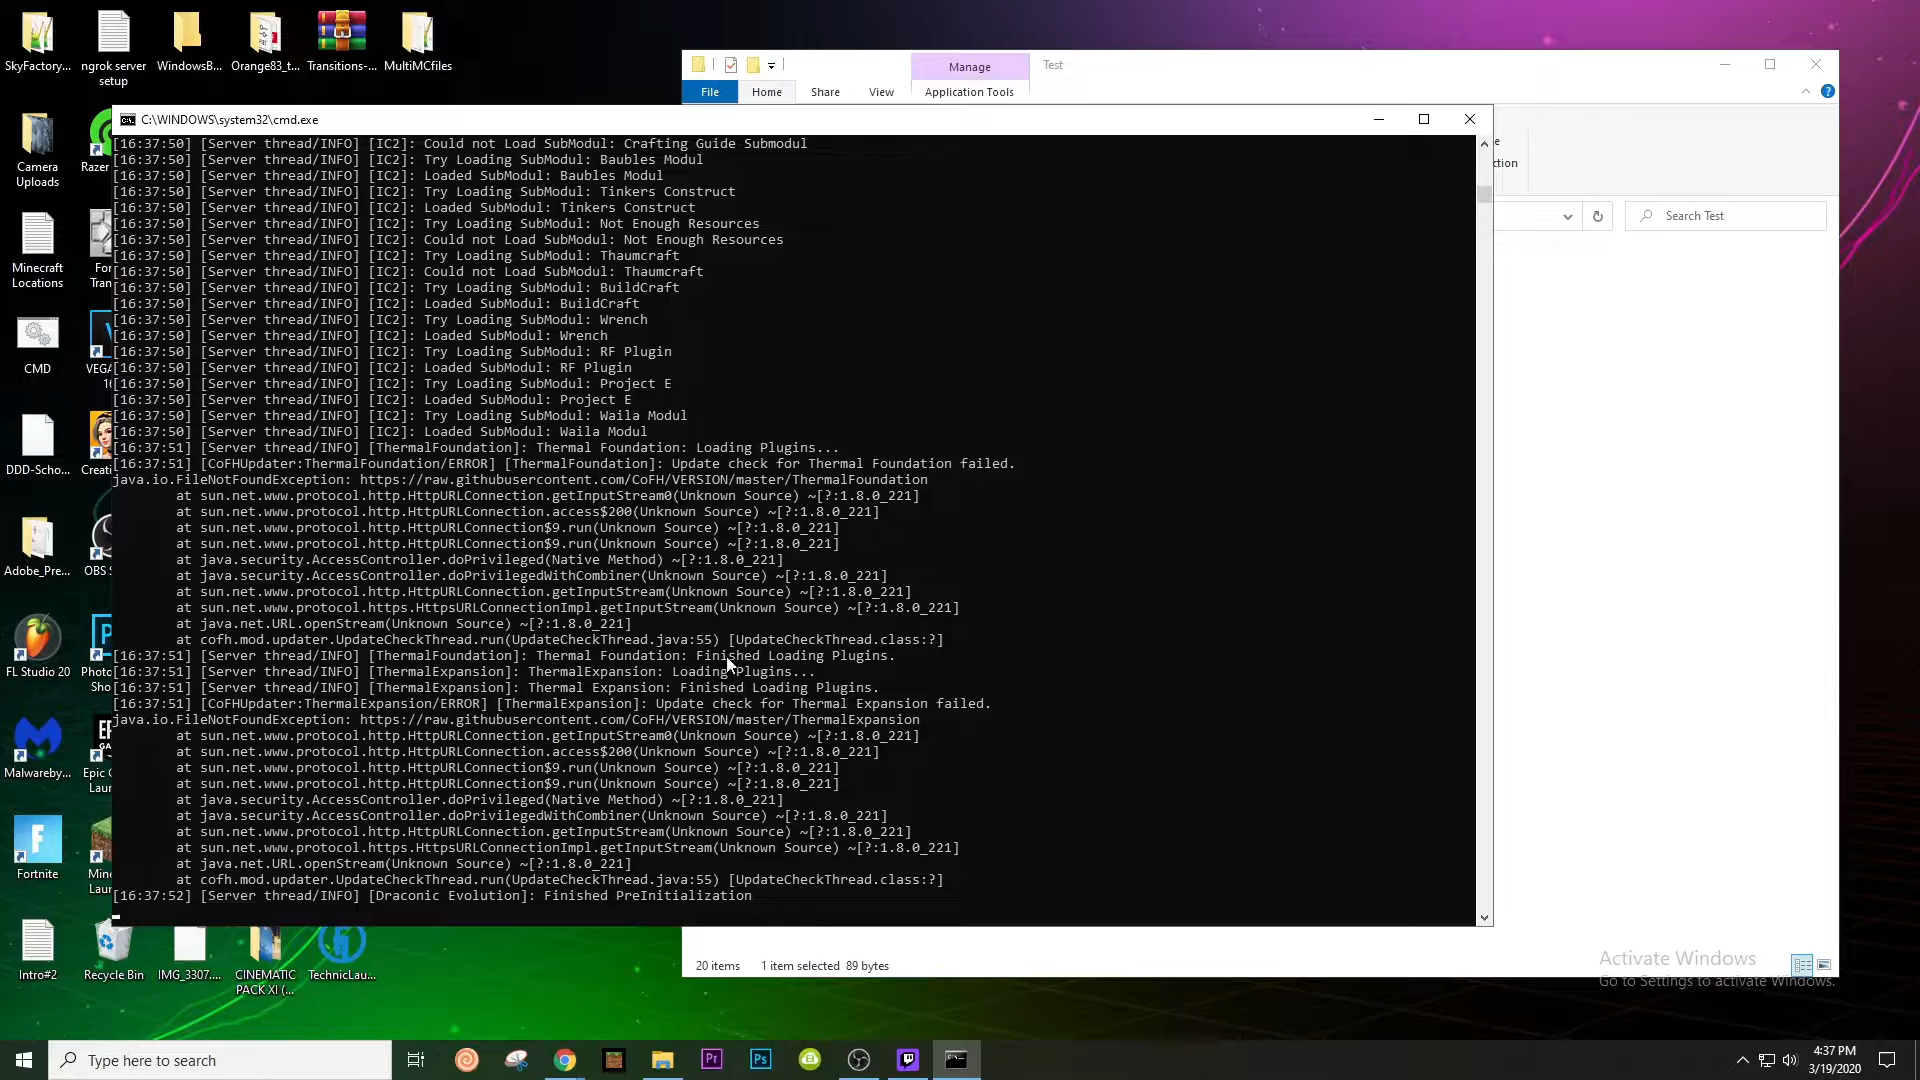 SkyFactory...
ngrok server
setup
WindowsB...
Orange83_t...
Transitions-...
MultiMCfiles
Camera
Uploads
Razer
Minecraft
Locations
For
Tran
CMD
VEGA
16
DDD-Scho...
Creati
Adobe_Pre...
OBS S
FL Studio 20
Photo
Sho
Malwareby...
Epic G
Laun
Fortnite
Mine
Laun
Intro#2
Recycle Bin
IMG_3307....
CINEMATIC
PACK XI (...
TechnicLau...
Manage
Test
File
Home
Share
View
Application Tools
e
ction
Search Test
C:\WINDOWS\system32\cmd.exe
[16:37:50] [Server thread/INFO] [IC2]: Could not Load SubModul: Crafting Guide Submodul
[16:37:50] [Server thread/INFO] [IC2]: Try Loading SubModul: Baubles Modul
[16:37:50] [Server thread/INFO] [IC2]: Loaded SubModul: Baubles Modul
[16:37:50] [Server thread/INFO] [IC2]: Try Loading SubModul: Tinkers Construct
[16:37:50] [Server thread/INFO] [IC2]: Loaded SubModul: Tinkers Construct
[16:37:50] [Server thread/INFO] [IC2]: Try Loading SubModul: Not Enough Resources
[16:37:50] [Server thread/INFO] [IC2]: Could not Load SubModul: Not Enough Resources
[16:37:50] [Server thread/INFO] [IC2]: Try Loading SubModul: Thaumcraft
[16:37:50] [Server thread/INFO] [IC2]: Could not Load SubModul: Thaumcraft
[16:37:50] [Server thread/INFO] [IC2]: Try Loading SubModul: BuildCraft
[16:37:50] [Server thread/INFO] [IC2]: Loaded SubModul: BuildCraft
[16:37:50] [Server thread/INFO] [IC2]: Try Loading SubModul: Wrench
[16:37:50] [Server thread/INFO] [IC2]: Loaded SubModul: Wrench
[16:37:50] [Server thread/INFO] [IC2]: Try Loading SubModul: RF Plugin
[16:37:50] [Server thread/INFO] [IC2]: Loaded SubModul: RF Plugin
[16:37:50] [Server thread/INFO] [IC2]: Try Loading SubModul: Project E
[16:37:50] [Server thread/INFO] [IC2]: Loaded SubModul: Project E
[16:37:50] [Server thread/INFO] [IC2]: Try Loading SubModul: Waila Modul
[16:37:50] [Server thread/INFO] [IC2]: Loaded SubModul: Waila Modul
[16:37:51] [Server thread/INFO] [ThermalFoundation]: Thermal Foundation: Loading Plugins...
[16:37:51] [CoFHUpdater:ThermalFoundation/ERROR] [ThermalFoundation]: Update check for Thermal Foundation failed.
java.io.FileNotFoundException: https://raw.githubusercontent.com/CoFH/VERSION/master/ThermalFoundation
at sun.net.www.protocol.http.HttpURLConnection.getInputStream0(Unknown Source) ~[?:1.8.0_221]
at sun.net.www.protocol.http.HttpURLConnection.access$200(Unknown Source) ~[?:1.8.0_221]
at sun.net.www.protocol.http.HttpURLConnection$9.run(Unknown Source) ~[?:1.8.0_221]
at sun.net.www.protocol.http.HttpURLConnection$9.run(Unknown Source) ~[?:1.8.0_221]
at java.security.AccessController.doPrivileged(Native Method) ~[?:1.8.0_221]
at java.security.AccessController.doPrivilegedWithCombiner(Unknown Source) ~[?:1.8.0_221]
at sun.net.www.protocol.http.HttpURLConnection.getInputStream(Unknown Source) ~[?:1.8.0_221]
at sun.net.www.protocol.https.HttpsURLConnectionImpl.getInputStream(Unknown Source) ~[?:1.8.0_221]
at java.net.URL.openStream(Unknown Source) ~[?:1.8.0_221]
at cofh.mod.updater.UpdateCheckThread.run(UpdateCheckThread.java:55) [UpdateCheckThread.class:?]
[16:37:51] [Server thread/INFO] [ThermalFoundation]: Thermal Foundation: Finished Loading Plugins.
[16:37:51] [Server thread/INFO] [ThermalExpansion]: ThermalExpansion: Loading Plugins...
[16:37:51] [Server thread/INFO] [ThermalExpansion]: Thermal Expansion: Finished Loading Plugins.
[16:37:51] [CoFHUpdater:ThermalExpansion/ERROR] [ThermalExpansion]: Update check for Thermal Expansion failed.
java.io.FileNotFoundException: https://raw.githubusercontent.com/CoFH/VERSION/master/ThermalExpansion
at sun.net.www.protocol.http.HttpURLConnection.getInputStream0(Unknown Source) ~[?:1.8.0_221]
at sun.net.www.protocol.http.HttpURLConnection.access$200(Unknown Source) ~[?:1.8.0_221]
at sun.net.www.protocol.http.HttpURLConnection$9.run(Unknown Source) ~[?:1.8.0_221]
at sun.net.www.protocol.http.HttpURLConnection$9.run(Unknown Source) ~[?:1.8.0_221]
at java.security.AccessController.doPrivileged(Native Method) ~[?:1.8.0_221]
at java.security.AccessController.doPrivilegedWithCombiner(Unknown Source) ~[?:1.8.0_221]
at sun.net.www.protocol.http.HttpURLConnection.getInputStream(Unknown Source) ~[?:1.8.0_221]
at sun.net.www.protocol.https.HttpsURLConnectionImpl.getInputStream(Unknown Source) ~[?:1.8.0_221]
at java.net.URL.openStream(Unknown Source) ~[?:1.8.0_221]
at cofh.mod.updater.UpdateCheckThread.run(UpdateCheckThread.java:55) [UpdateCheckThread.class:?]
[16:37:52] [Server thread/INFO] [Draconic Evolution]: Finished PreInitialization
20 items
1 item selected 89 bytes
Activate Windows
Go to Settings to activate Windows.
Type here to search
Pr
Ps
4:37 PM
3/19/2020